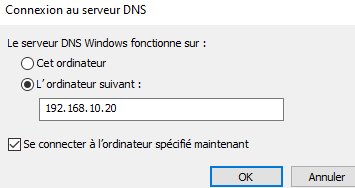 Connexion au serveur DNS
Le serveur DNS Windows fonctionne sur :
Cet ordinateur
L'ordinateur suivant :
192.168.10.20
Se connecter à l'ordinateur spécifié maintenant
OK
Annuler